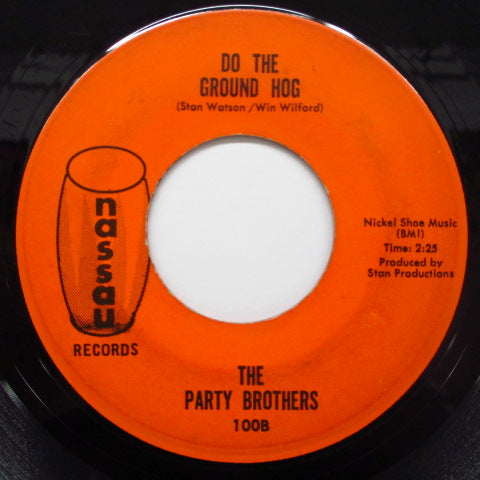 DO THE
GROUND HOG
(Stan Watson/Win Wilford)
nassau
RECORDS
Nickel Shoe Music
(BMI)
Time: 2:25
Produced by
Stan Productions
THE
PARTY BROTHERS
100B